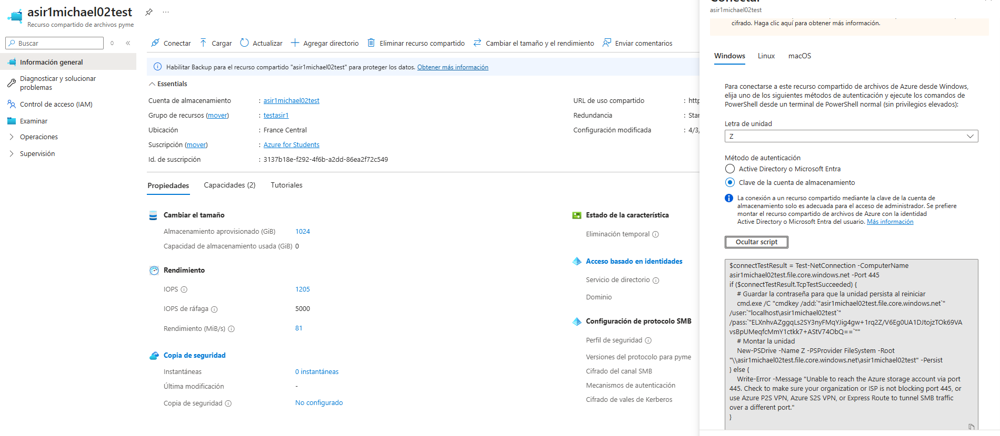 asir1michael02test
Recurso compartido de archivos pyme
Buscar
Información general
Diagnosticar y solucionar
problemas
Control de acceso (IAM)
Examinar
Operaciones
Supervisión
Conectar
Cargar
Actualizar
Agregar directorio
Eliminar recurso compartido
Cambiar el tamaño y el rendimiento
Enviar comentarios
Habilitar Backup para el recurso compartido "asir1michael02test" para proteger los datos. Obtener más información
Essentials
Cuenta de almacenamiento : asir1michael02test
Grupo de recursos (mover) : testasir1
Ubicación : France Central
Suscripción (mover) : Azure for Students
Id. de suscripción : 3137b18e-f292-4f6b-a2dd-86ea2f72c549
URL de uso compartido : http
Redundancia : Star
Configuración modificada : 4/3/
Propiedades
Capacidades (2)
Tutoriales
Cambiar el tamaño
Almacenamiento aprovisionado (GiB) 1024
Capacidad de almacenamiento usada (GiB) 0
Rendimiento
IOPS 1205
IOPS de ráfaga 5000
Rendimiento (MiB/s) 81
Copia de seguridad
Instantáneas 0 instantáneas
Última modificación -
Copia de seguridad No configurado
Estado de la característica
Eliminación temporal
Acceso basado en identidades
Servicio de directorio
Dominio
Configuración de protocolo SMB
Perfil de seguridad
Versiones del protocolo para pyme
Cifrado del canal SMB
Mecanismos de autenticación
Cifrado de vales de Kerberos
Conectar
asir1michael02test
cifrado. Haga clic aquí para obtener más información.
Windows
Linux
macOS
Para conectarse a este recurso compartido de archivos de Azure desde Windows,
elija uno de los siguientes métodos de autenticación y ejecute los comandos de
PowerShell desde un terminal de PowerShell normal (sin privilegios elevados):
Letra de unidad
Z
Método de autenticación
Active Directory o Microsoft Entra
Clave de la cuenta de almacenamiento
La conexión a un recurso compartido mediante la clave de la cuenta de
almacenamiento solo es adecuada para el acceso de administrador. Se prefiere
montar el recurso compartido de archivos de Azure con la identidad
Active Directory o Microsoft Entra del usuario. Más información
Ocultar script
$connectTestResult = Test-NetConnection -ComputerName
asir1michael02test.file.core.windows.net -Port 445
if ($connectTestResult.TcpTestSucceeded) {
# Guardar la contraseña para que la unidad persista al reiniciar
cmd.exe /C "cmdkey /add:`"asir1michael02test.file.core.windows.net`"
/user:`"localhost\asir1michael02test`"
/pass:`"ELXnhvAZggqLs2SY3nyFMqYJig4gw+1rq2Z/V6Eg0UA1DJtojzTOk69VA
vsBpUMeqfcMmY1ctkk7+AStV74ObQ==`""
# Montar la unidad
New-PSDrive -Name Z -PSProvider FileSystem -Root
"\\asir1michael02test.file.core.windows.net\asir1michael02test" -Persist
} else {
Write-Error -Message "Unable to reach the Azure storage account via port
445. Check to make sure your organization or ISP is not blocking port 445, or
use Azure P2S VPN, Azure S2S VPN, or Express Route to tunnel SMB traffic
over a different port."
}